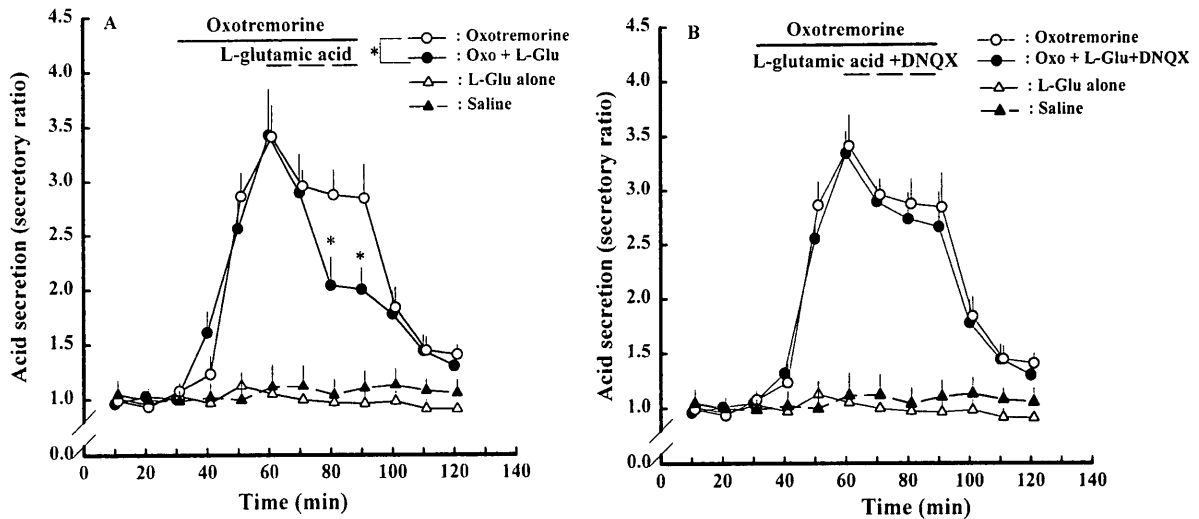 A
Oxotremorine
L-glutamic acid
*
: Oxotremorine
: Oxo + L-Glu
: L-Glu alone
: Saline
Acid secretion (secretory ratio)
4.5
4.0
3.5
3.0
2.5
2.0
1.5
1.0
0.0
*
*
0 20 40 60 80 100 120 140
Time (min)
B
Oxotremorine
L-glutamic acid +DNQX
: Oxotremorine
: Oxo + L-Glu+DNQX
: L-Glu alone
: Saline
Acid secretion (secretory ratio)
4.5
4.0
3.5
3.0
2.5
2.0
1.5
1.0
0.0
0 20 40 60 80 100 120 140
Time (min)